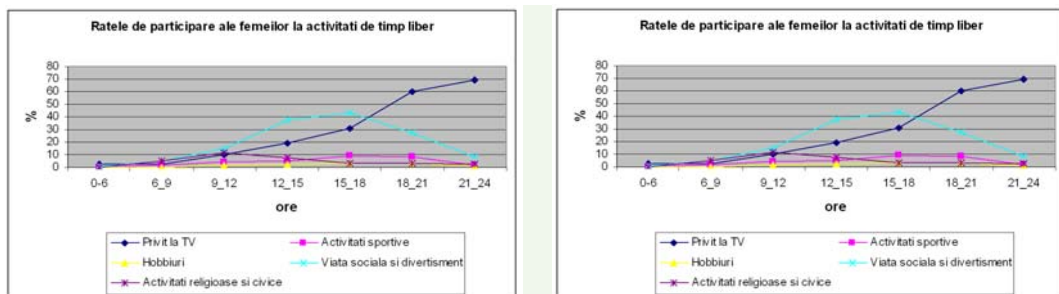 Ratele de participare ale femeilor la activitati de timp liber
80
70
60
50
40
30
20
10
0
%
0-6 6_9 9_12 12_15 15_18 18_21 21_24
ore
Privit la TV Activitati sportive
Hobbiuri Viata sociala si divertisment
Activitati religioase si civice
Ratele de participare ale femeilor la activitati de timp liber
80
70
60
50
40
30
20
10
0
%
0-6 6_9 9_12 12_15 15_18 18_21 21_24
ore
Privit la TV Activitati sportive
Hobbiuri Viata sociala si divertisment
Activitati religioase si civice